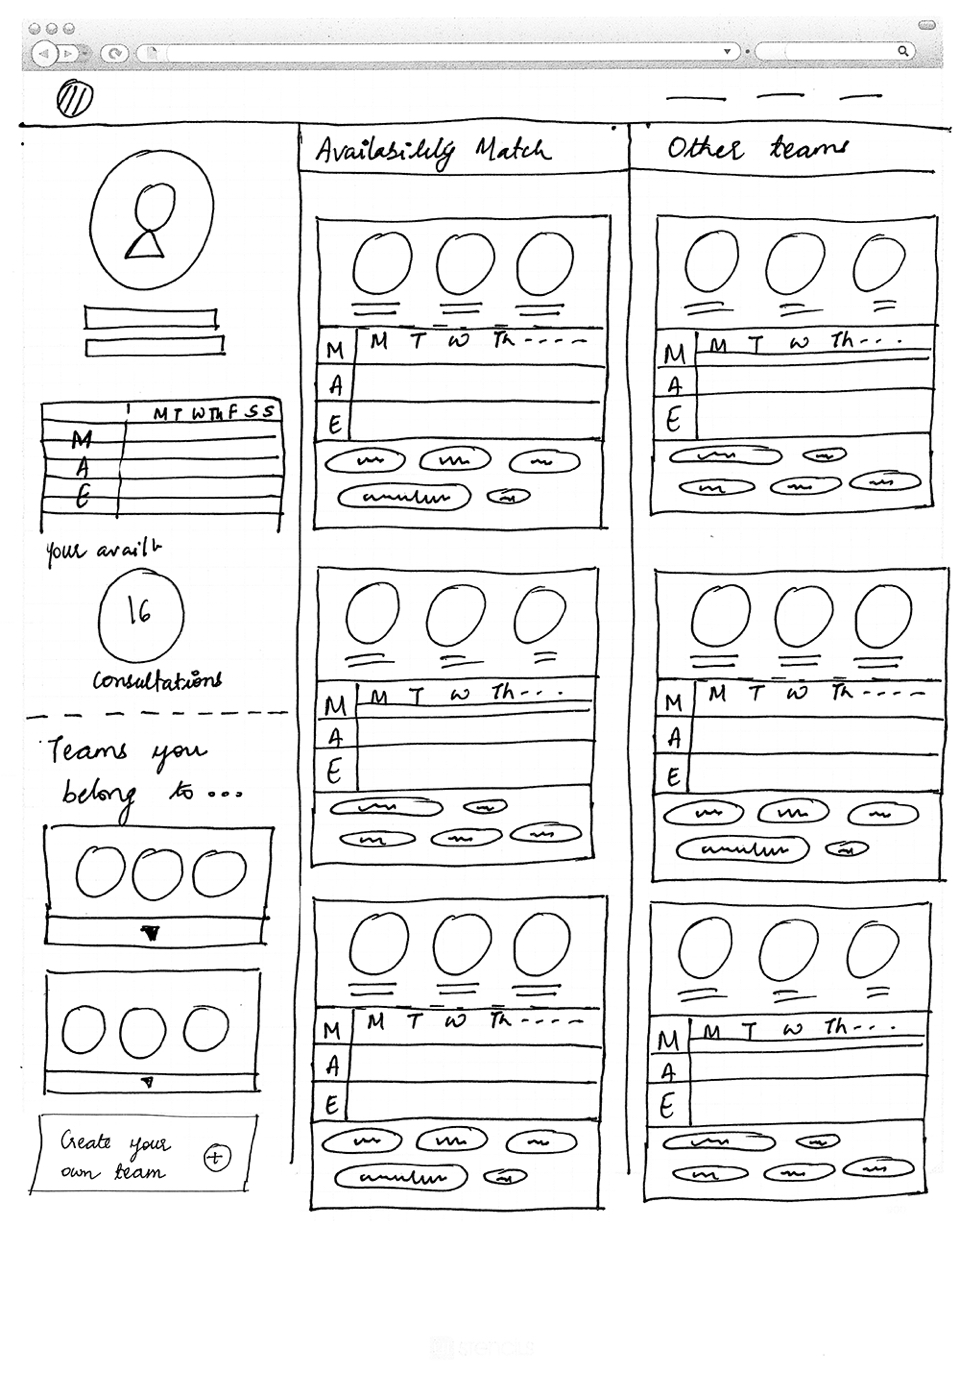 Availability Match
Other teams
M T W Th F S S
M
A
E
Your availb
16
Consultations
Teams you
belong to ...
Create your
own team
M T W Th ----
M
A
E
M T W Th ---
M
A
E
M T W Th ----
M
A
E
M T W Th ---
M
A
E
M T W Th ----
M
A
E
M T W Th ---
M
A
E